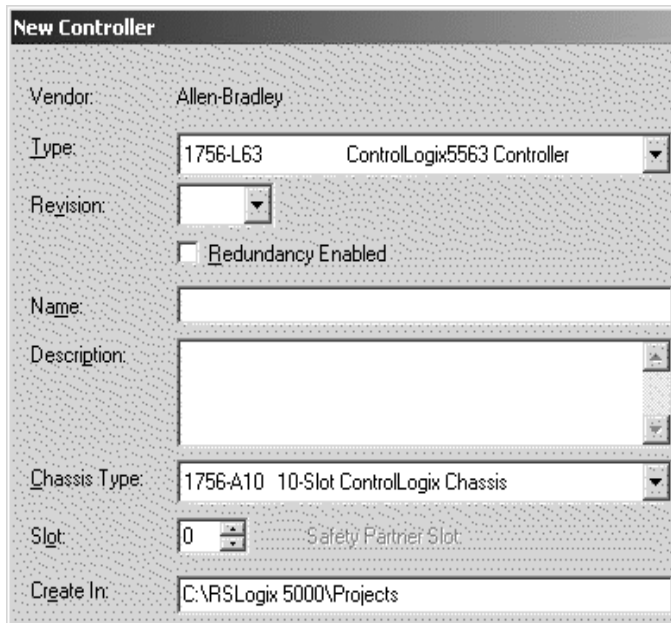 New Controller
Vendor: Allen-Bradley
Type: 1756-L63 ControlLogix5563 Controller
Revision:
Redundancy Enabled
Name:
Description:
Chassis Type: 1756-A10 10-Slot ControlLogix Chassis
Slot: 0 Safety Partner Slot:
Create In: C:\RSLogix 5000\Projects